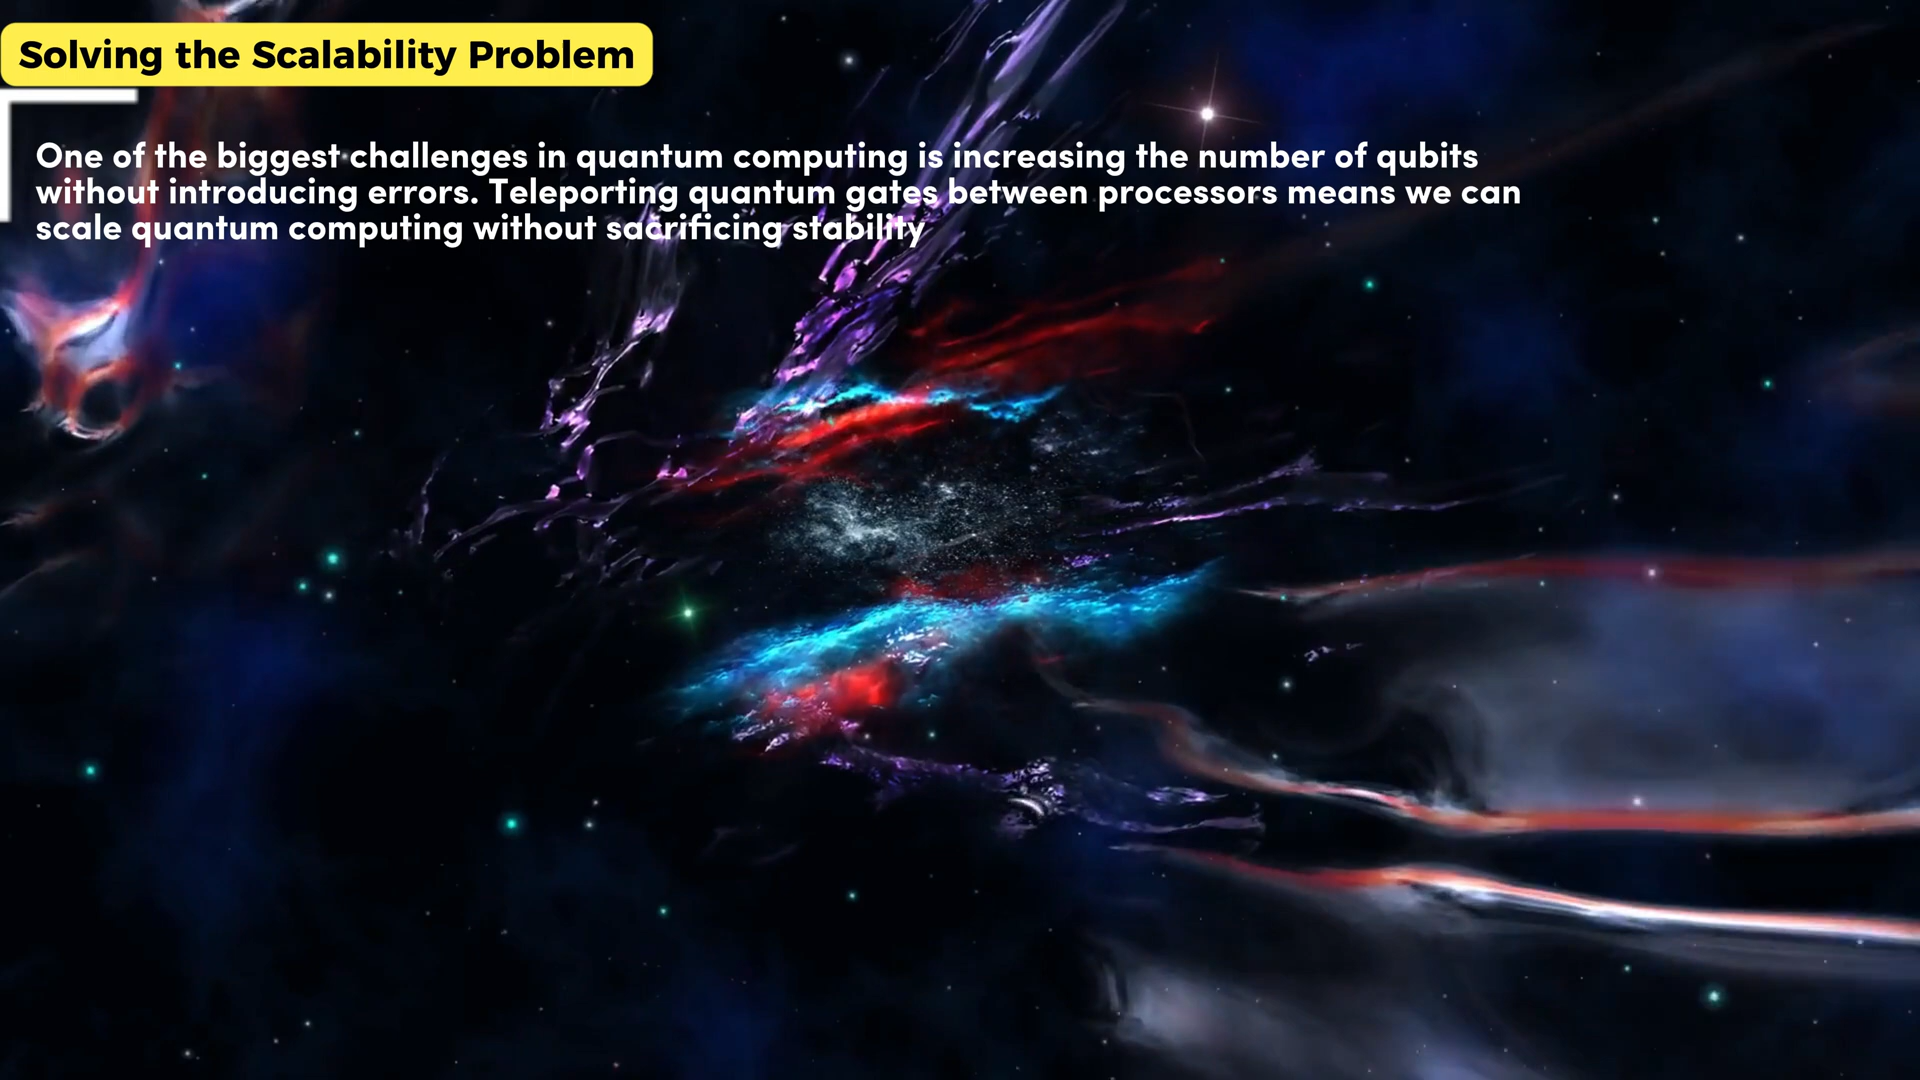 Solving the Scalability Problem
One of the biggest challenges in quantum computing is increasing the number of qubits
without introducing errors. Teleporting quantum gates between processors means we can
scale quantum computing without sacrificing stability